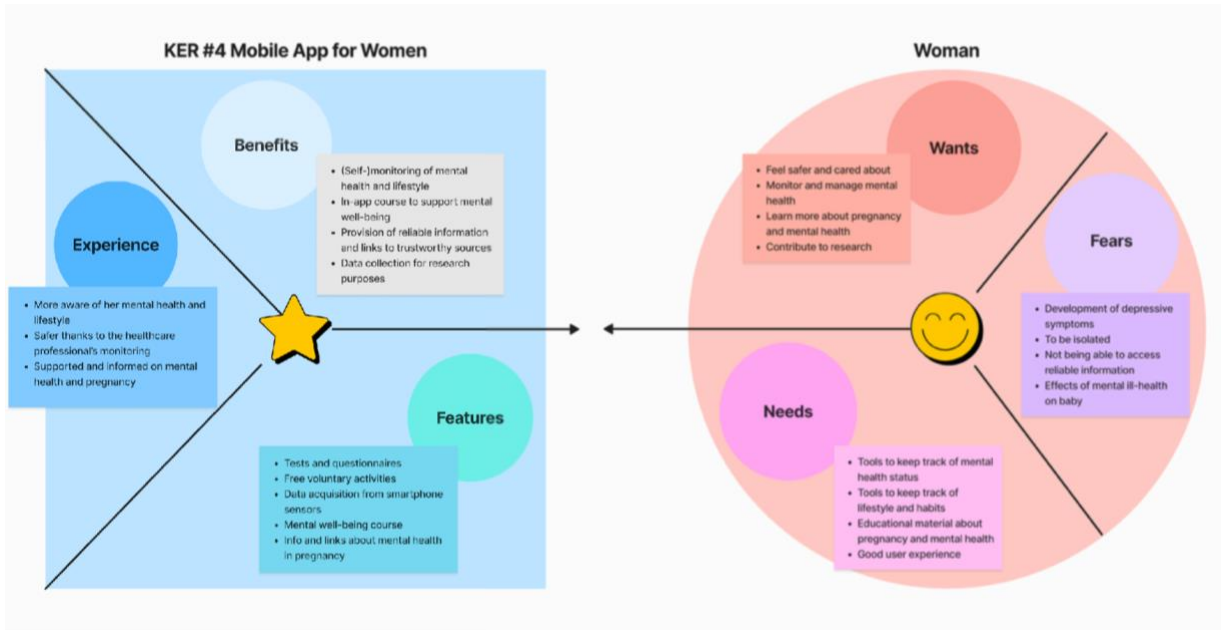 KER #4 Mobile App for Women
Benefits
• (Self-)monitoring of mental
health and lifestyle
• In-app course to support mental
well-being
• Provision of reliable information
and links to trustworthy sources
• Data collection for research
purposes
Experience
• More aware of her mental health and
lifestyle
• Safer thanks to the healthcare
professional's monitoring
• Supported and informed on mental
health and pregnancy
Features
• Tests and questionnaires
• Free voluntary activities
• Data acquisition from smartphone
sensors
• Mental well-being course
• Info and links about mental health
in pregnancy
Woman
Wants
• Feel safer and cared about
• Monitor and manage mental
health
• Learn more about pregnancy
and mental health
• Contribute to research
Fears
• Development of depressive
symptoms
• To be isolated
• Not being able to access
reliable information
• Effects of mental ill-health
on baby
Needs
• Tools to keep track of mental
health status
• Tools to keep track of
lifestyle and habits
• Educational material about
pregnancy and mental health
• Good user experience